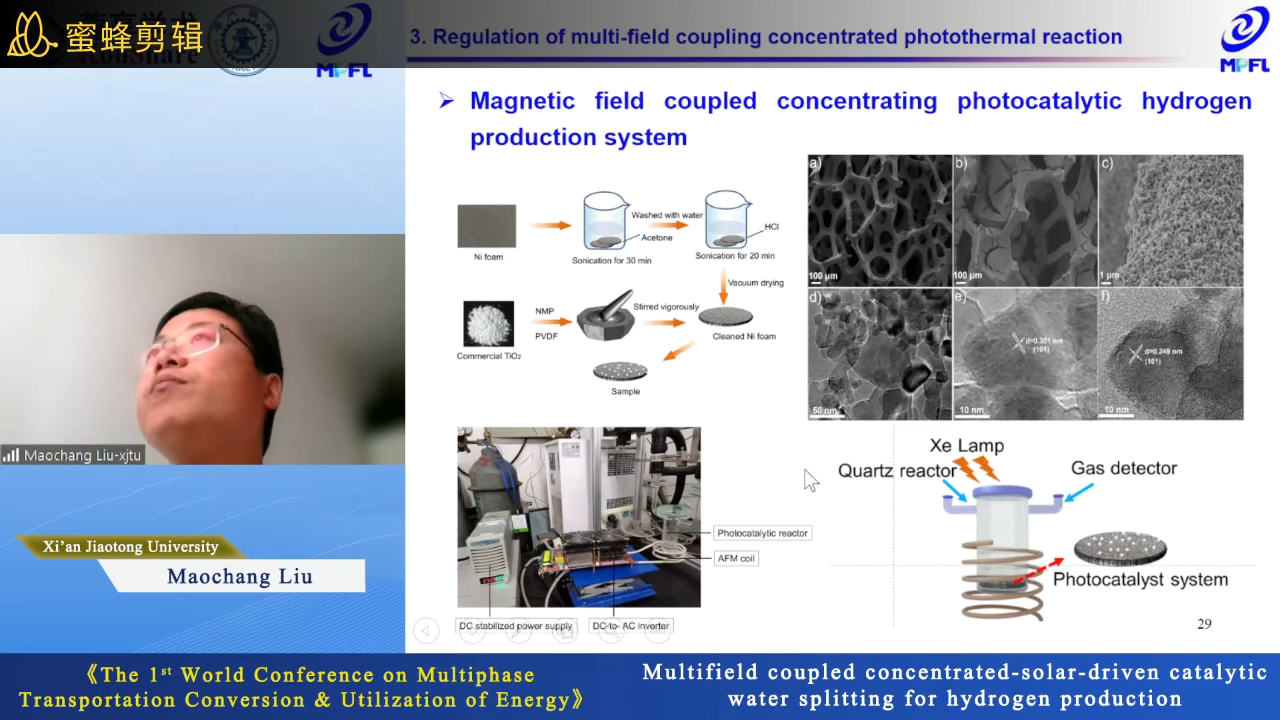 蜜蜂剪辑
MPFL
3. Regulation of multi-field coupling concentrated photothermal reaction
MPFL
➢ Magnetic field coupled concentrating photocatalytic hydrogen
production system
Ni foam
Acetone
Sonication for 30 min
Washed with water
HCl
Sonication for 20 min
Vacuum drying
Commercial TiO₂
NMP
PVDF
Stirred vigorously
Cleaned Ni foam
Sample
a)
100 μm
b)
100 μm
c)
1 μm
d)
50 nm
e)
d=0.351 nm
(101)
10 nm
f)
d=0.249 nm
(101)
10 nm
Photocatalytic reactor
AFM coil
DC stabilized power supply
DC-to- AC inverter
Xe Lamp
Quartz reactor
Gas detector
Photocatalyst system
29
Maochang Liu-xjtu
Xi'an Jiaotong University
Maochang Liu
《The 1st World Conference on Multiphase
Transportation Conversion & Utilization of Energy》
Multifield coupled concentrated-solar-driven catalytic
water splitting for hydrogen production